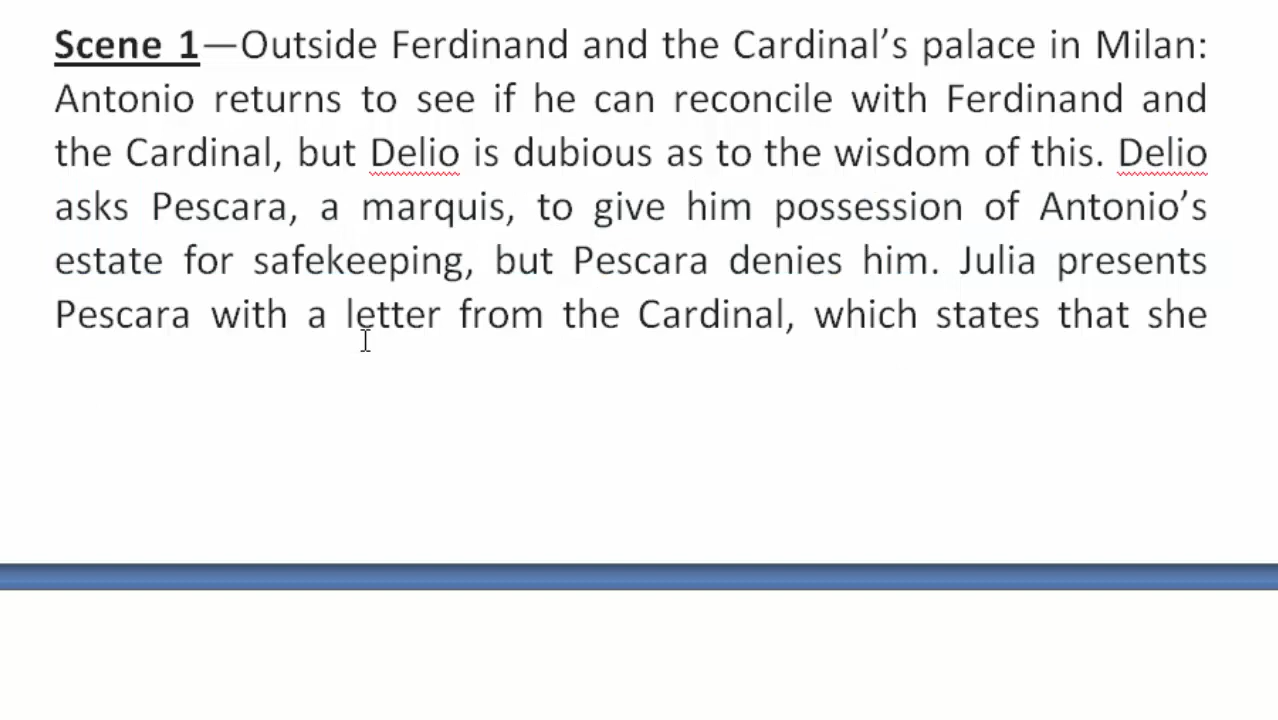 Scene 1—Outside Ferdinand and the Cardinal’s palace in Milan:
Antonio returns to see if he can reconcile with Ferdinand and
the Cardinal, but Delio is dubious as to the wisdom of this. Delio
asks Pescara, a marquis, to give him possession of Antonio’s
estate for safekeeping, but Pescara denies him. Julia presents
Pescara with a letter from the Cardinal, which states that she